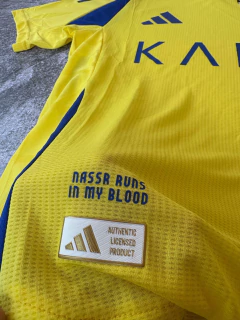 KA
NASSR RUNS
IN MY BLOOD
AUTHENTIC
LICENSED
PRODUCT